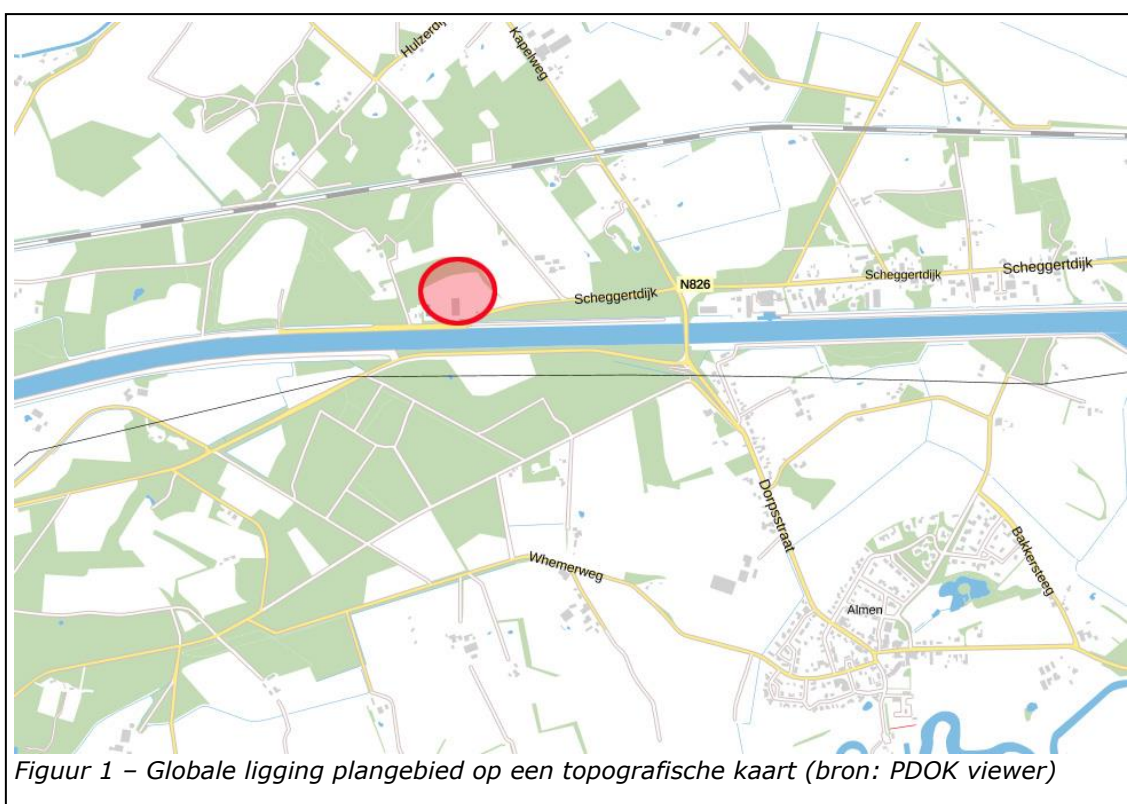 Hulzerdijk
Kapelweg
N826
Scheggertdijk
Scheggertdijk
Scheggertdijk
Dorpsstraat
Bakkersteeg
Whemerweg
Almen
Figuur 1 – Globale ligging plangebied op een topografische kaart (bron: PDOK viewer)